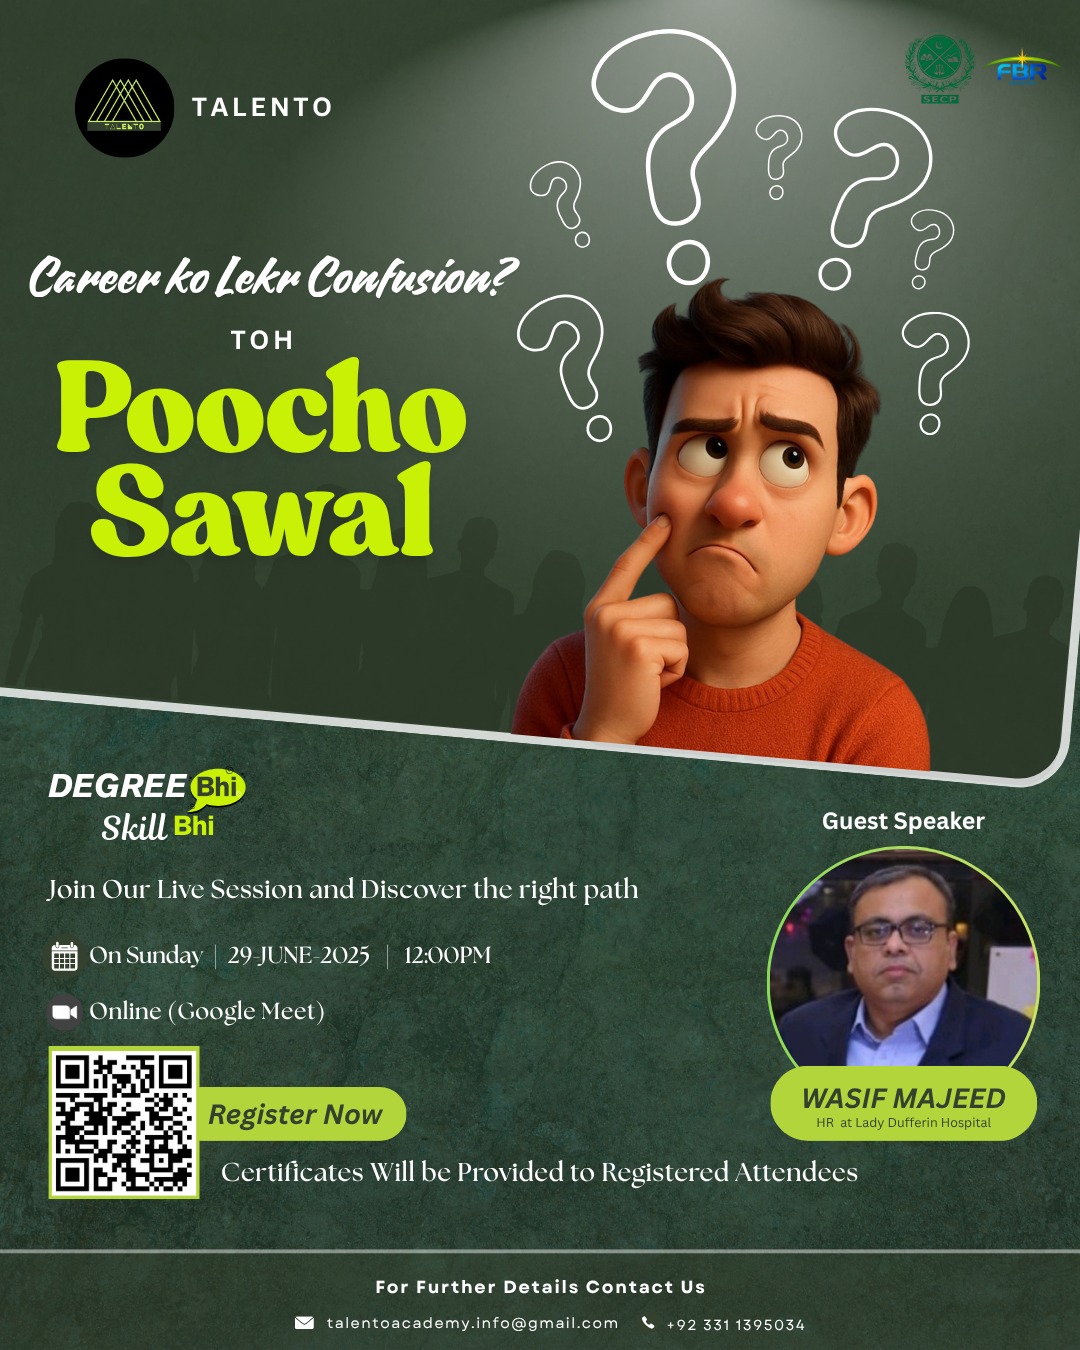 TALENTO
TALENTO
SECP
FBR
Career ko Lekr Confusion?
TOH
Poocho
Sawal
DEGREE Bhi
Skill Bhi
Join Our Live Session and Discover the right path
On Sunday | 29-JUNE-2025 | 12:00PM
Online (Google Meet)
Register Now
Certificates Will be Provided to Registered Attendees
Guest Speaker
WASIF MAJEED
HR at Lady Dufferin Hospital
For Further Details Contact Us
talentoacademy.info@gmail.com +92 331 1395034